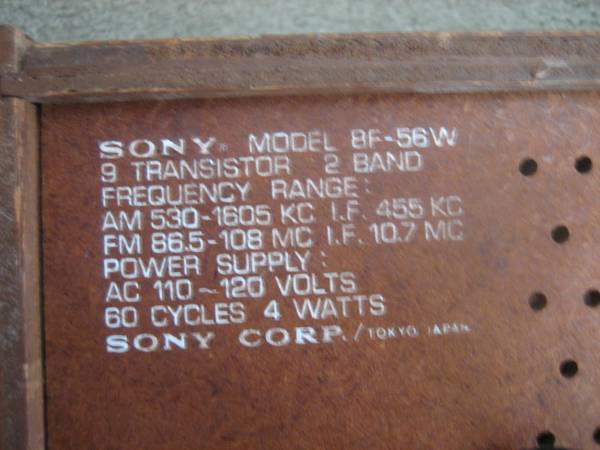 SONY® MODEL 8F-56W
9 TRANSISTOR 2 BAND
FREQUENCY RANGE:
AM 530-1605 KC I.F. 455 KC
FM 86.5-108 MC I.F. 10.7 MC
POWER SUPPLY:
AC 110~120 VOLTS
60 CYCLES 4 WATTS
SONY CORP./TOKYO JAPAN